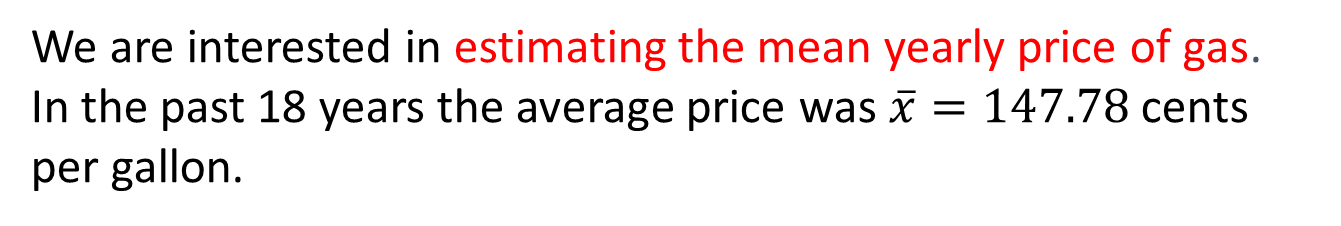 We are interested in estimating the mean yearly price of gas.
In the past 18 years the average price was x̄ = 147.78 cents
per gallon.